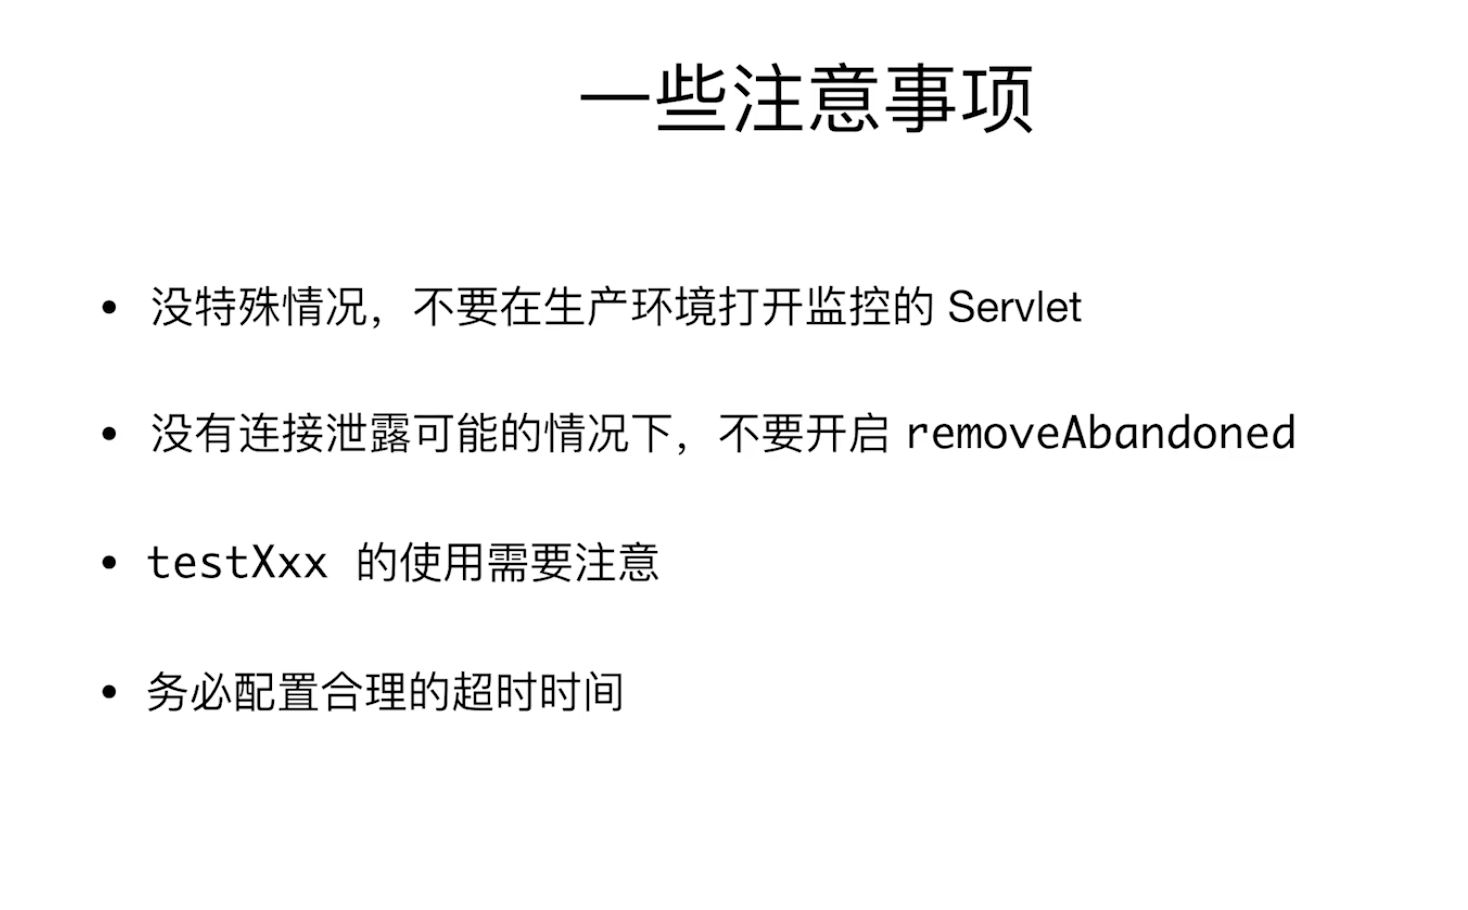 一些注意事项
• 没特殊情况，不要在生产环境打开监控的 Servlet
• 没有连接泄露可能的情况下，不要开启 removeAbandoned
• testXxx 的使用需要注意
• 务必配置合理的超时时间